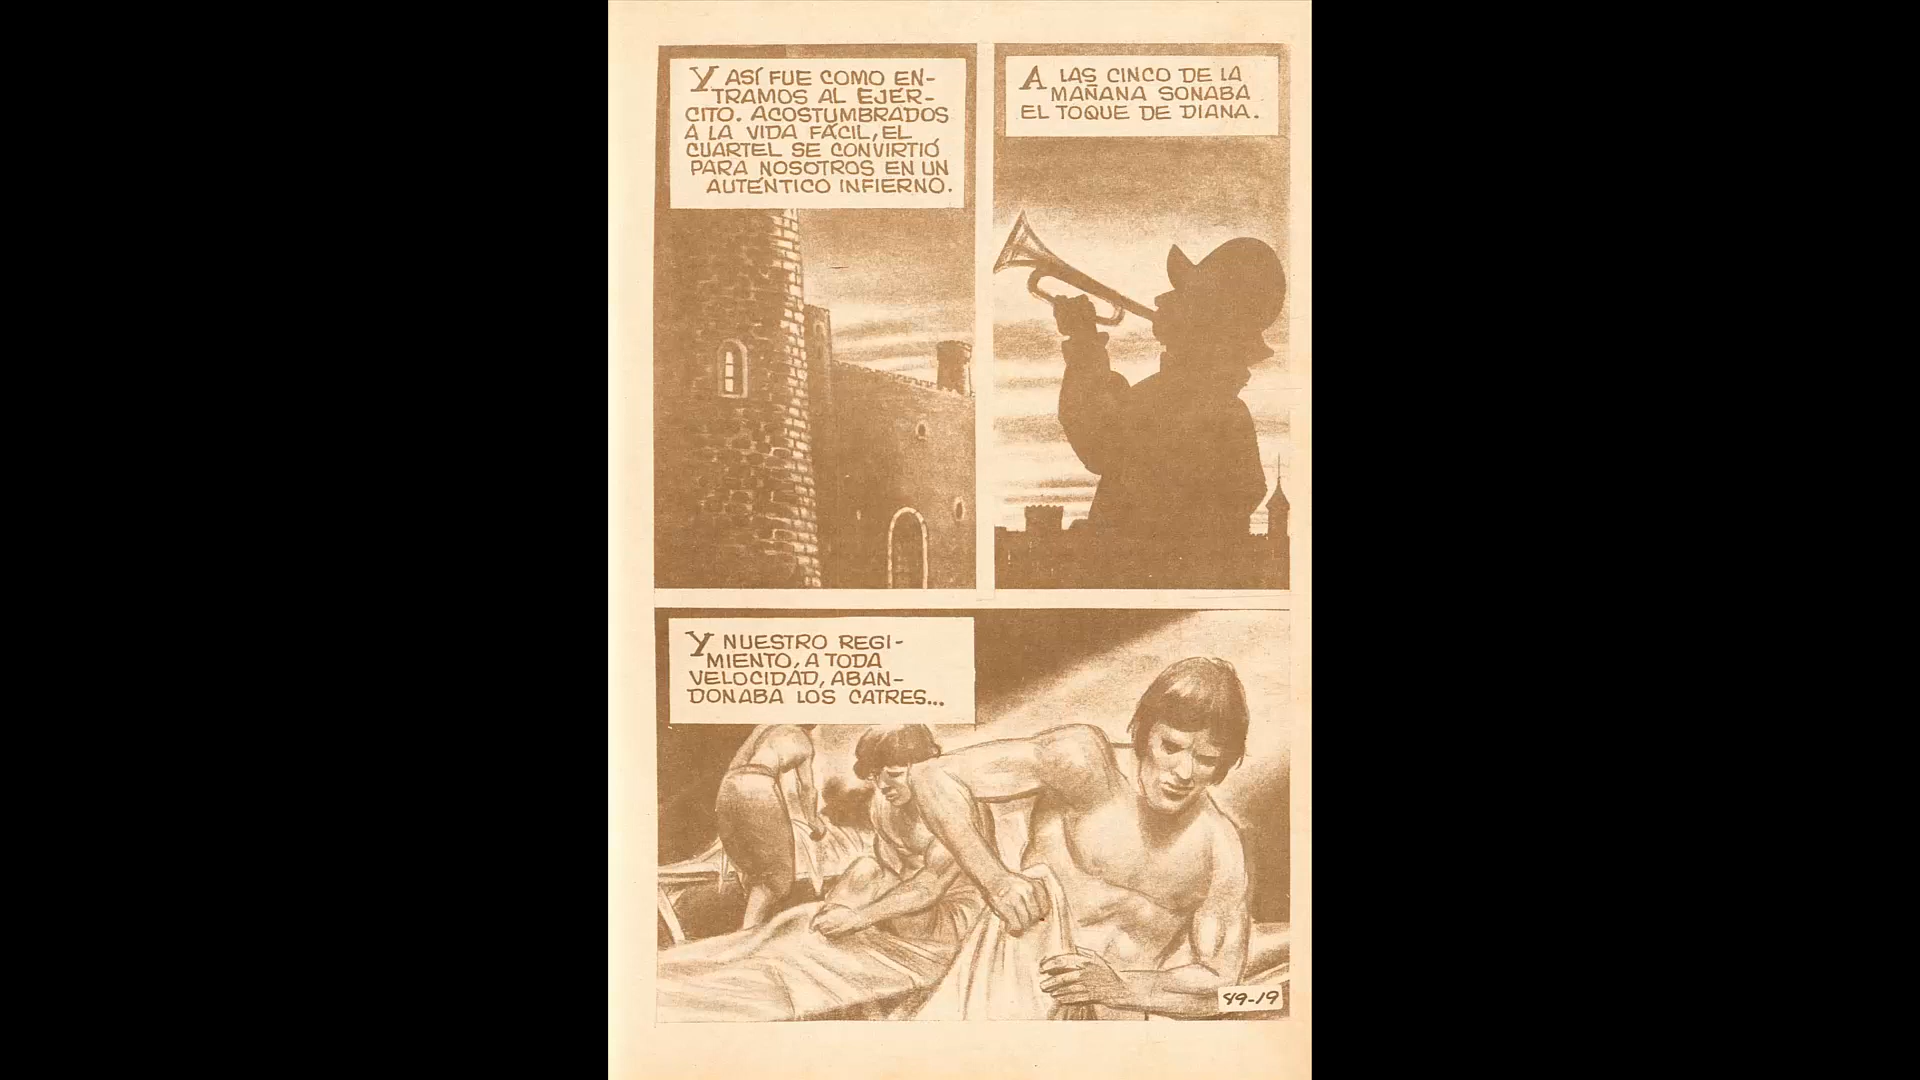 Y ASÍ FUE COMO EN-
TRAMOS AL EJÉR-
CITO. ACOSTUMBRADOS
A LA VIDA FÁCIL, EL
CUARTEL SE CONVIRTIÓ
PARA NOSOTROS EN UN
AUTÉNTICO INFIERNO.
A LAS CINCO DE LA
MAÑANA SONABA
EL TOQUE DE DIANA.
Y NUESTRO REGI-
MIENTO, A TODA
VELOCIDAD, ABAN-
DONABA LOS CATRES...
49-19